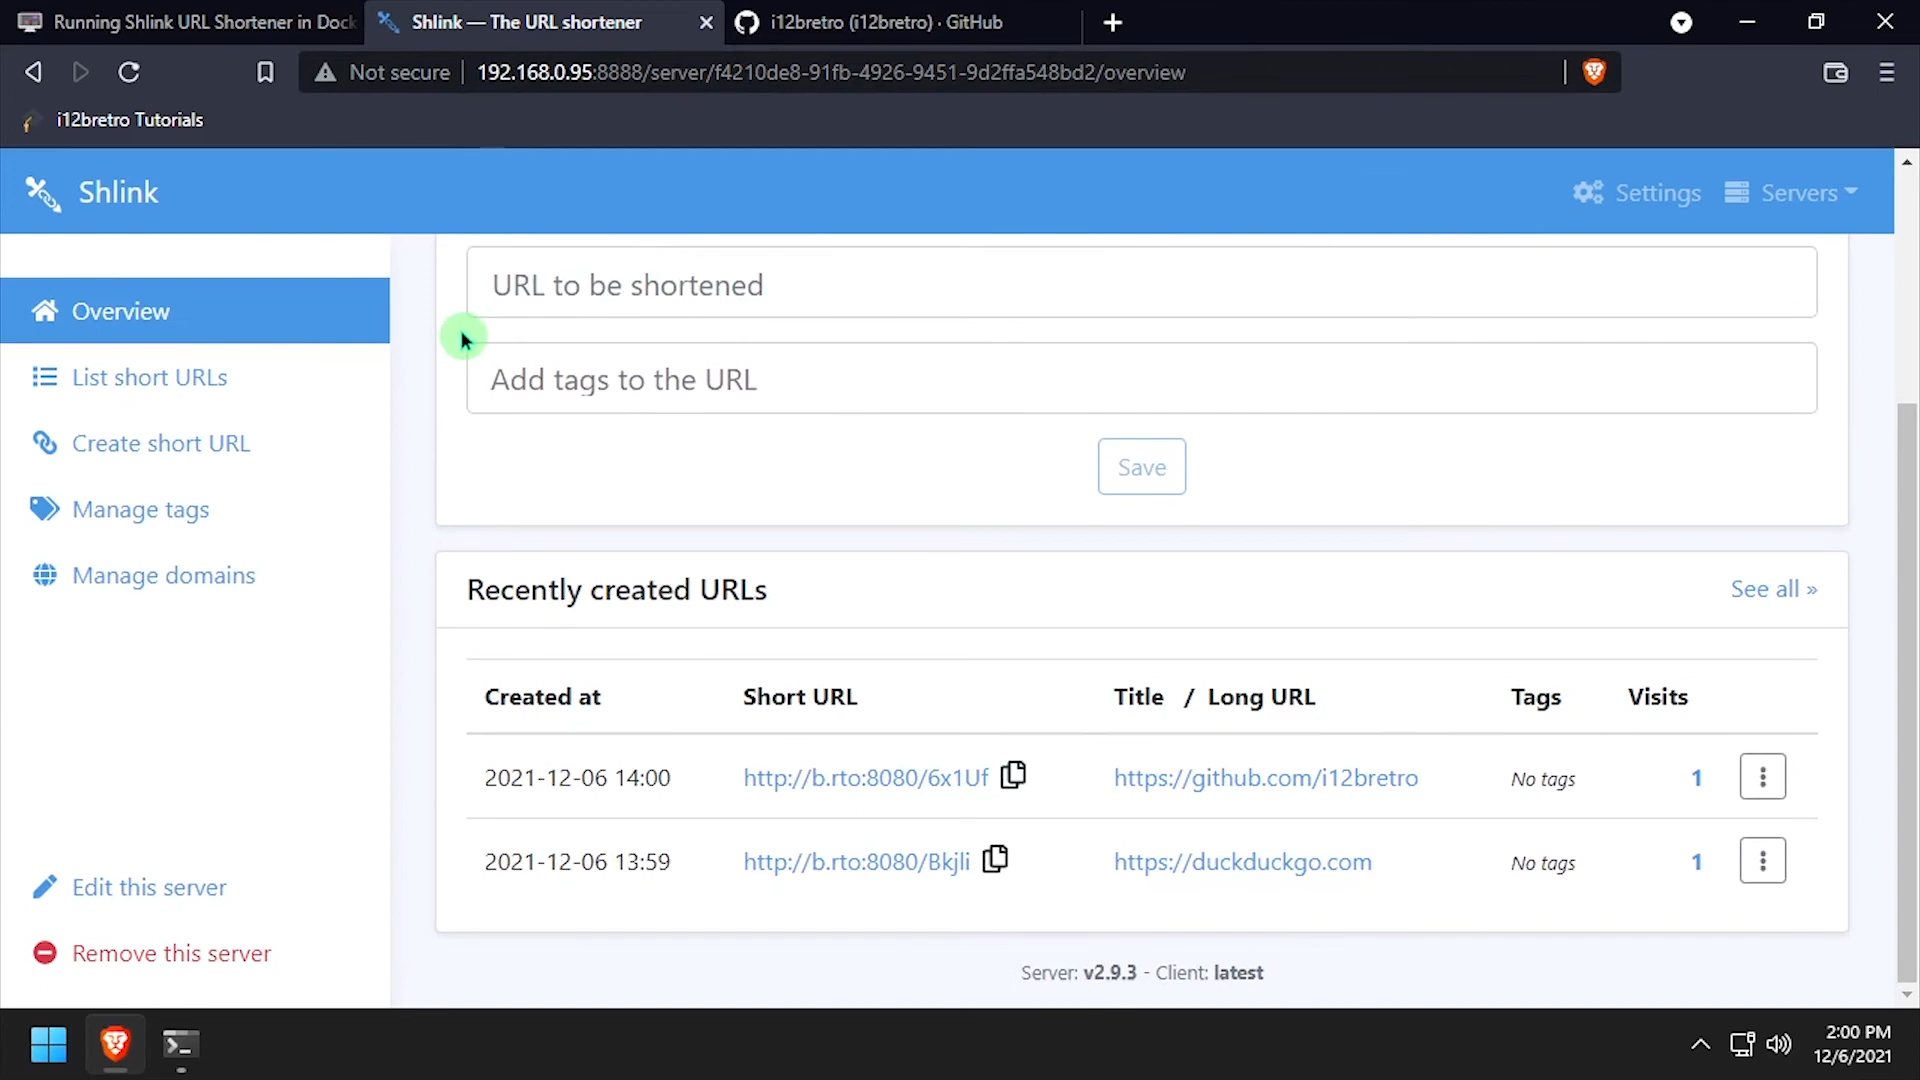 Running Shlink URL Shortener in Dock
Shlink — The URL shortener
i12bretro (i12bretro) · GitHub
Not secure
192.168.0.95:8888/server/f4210de8-91fb-4926-9451-9d2ffa548bd2/overview
i12bretro Tutorials
Shlink
Settings
Servers
Overview
List short URLs
Create short URL
Manage tags
Manage domains
Edit this server
Remove this server
URL to be shortened
Add tags to the URL
Save
Recently created URLs
See all »
Created at Short URL Title / Long URL Tags Visits
2021-12-06 14:00 http://b.rto:8080/6x1Uf https://github.com/i12bretro No tags 1
2021-12-06 13:59 http://b.rto:8080/Bkjli https://duckduckgo.com No tags 1
Server: v2.9.3 - Client: latest
2:00 PM
12/6/2021